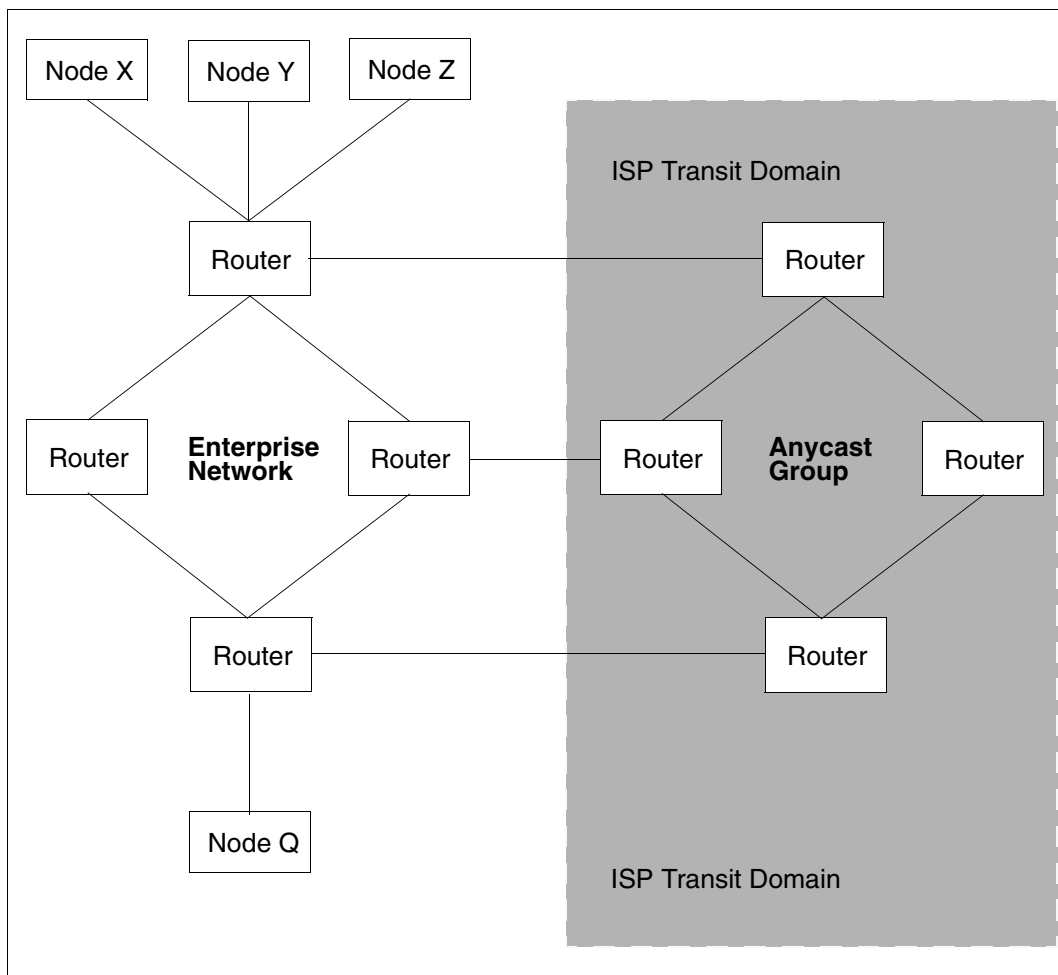 Node X
Node Y
Node Z
ISP Transit Domain
Router
Router
Router
Enterprise
Network
Router
Router
Anycast
Group
Router
Router
Router
Node Q
ISP Transit Domain